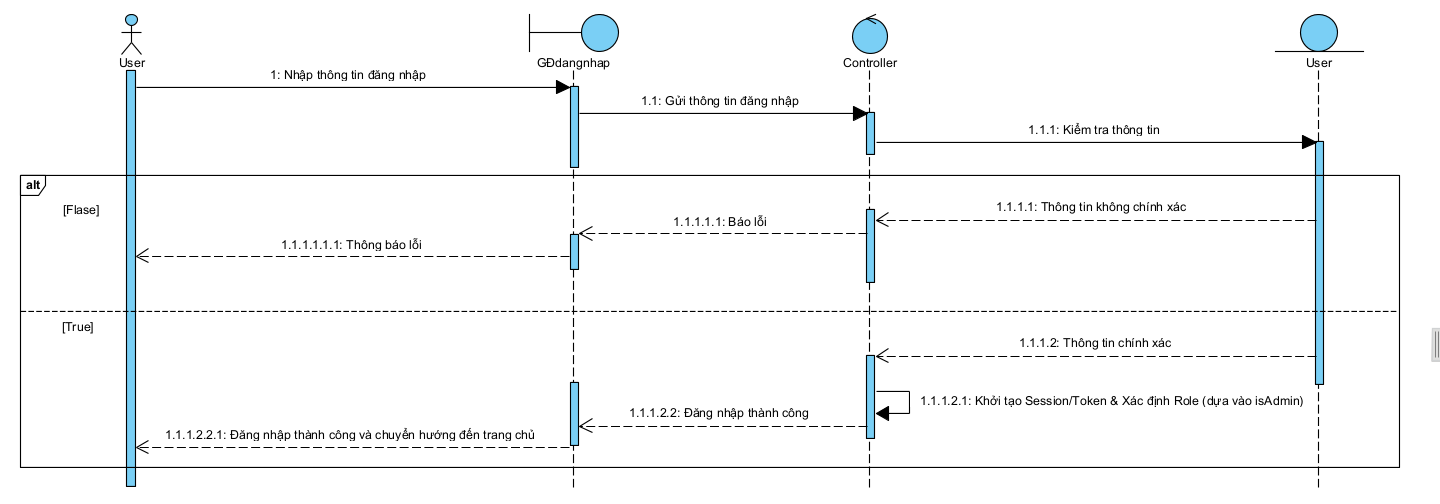 User
GĐdangnhap
Controller
User
1: Nhập thông tin đăng nhập
1.1: Gửi thông tin đăng nhập
1.1.1: Kiểm tra thông tin
alt
[Flase]
1.1.1.1: Thông tin không chính xác
1.1.1.1.1: Báo lỗi
1.1.1.1.1.1: Thông báo lỗi
[True]
1.1.1.2: Thông tin chính xác
1.1.1.2.1: Khởi tạo Session/Token & Xác định Role (dựa vào isAdmin)
1.1.1.2.2: Đăng nhập thành công
1.1.1.2.2.1: Đăng nhập thành công và chuyển hướng đến trang chủ